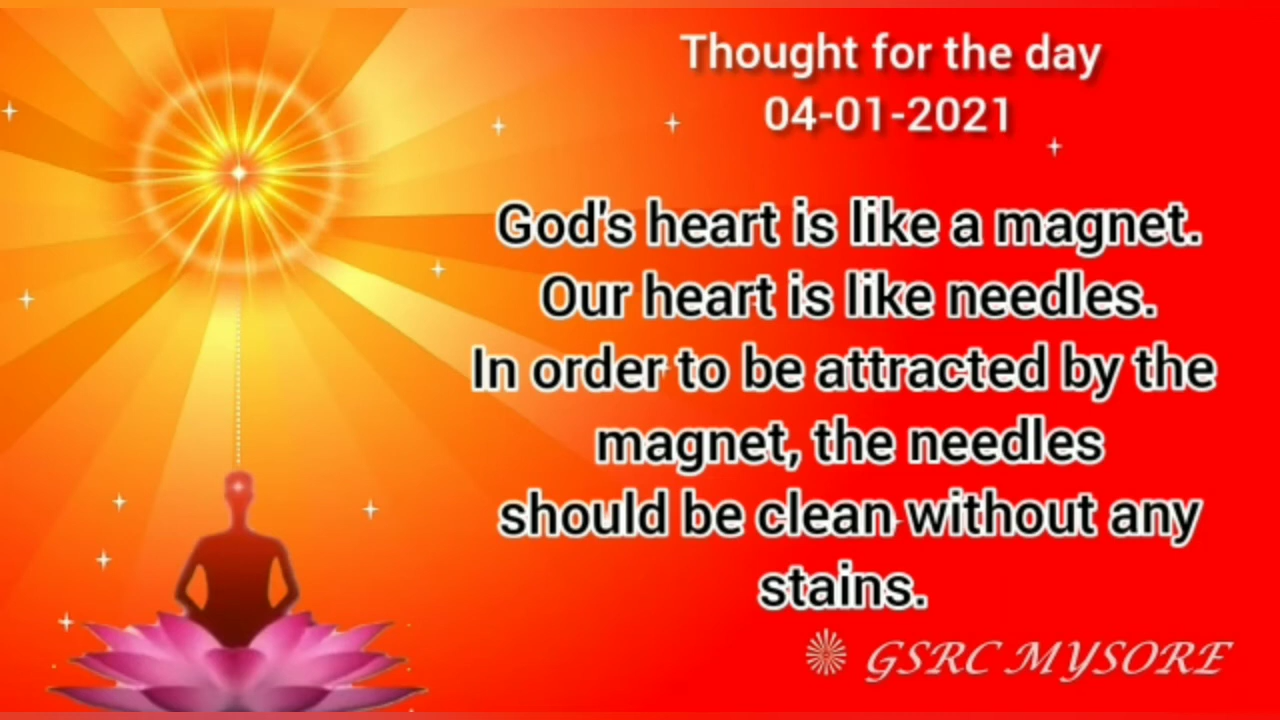 Thought for the day
04-01-2021
God's heart is like a magnet.
Our heart is like needles.
In order to be attracted by the
magnet, the needles
should be clean without any
stains.
GSRC MYSORE